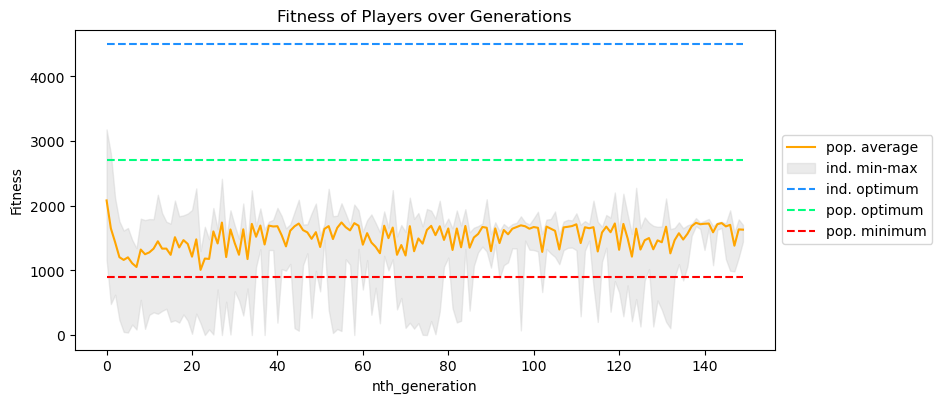 Fitness of Players over Generations
Fitness
4000
3000
2000
1000
0
0 20 40 60 80 100 120 140
nth_generation
pop. average
ind. min-max
ind. optimum
pop. optimum
pop. minimum